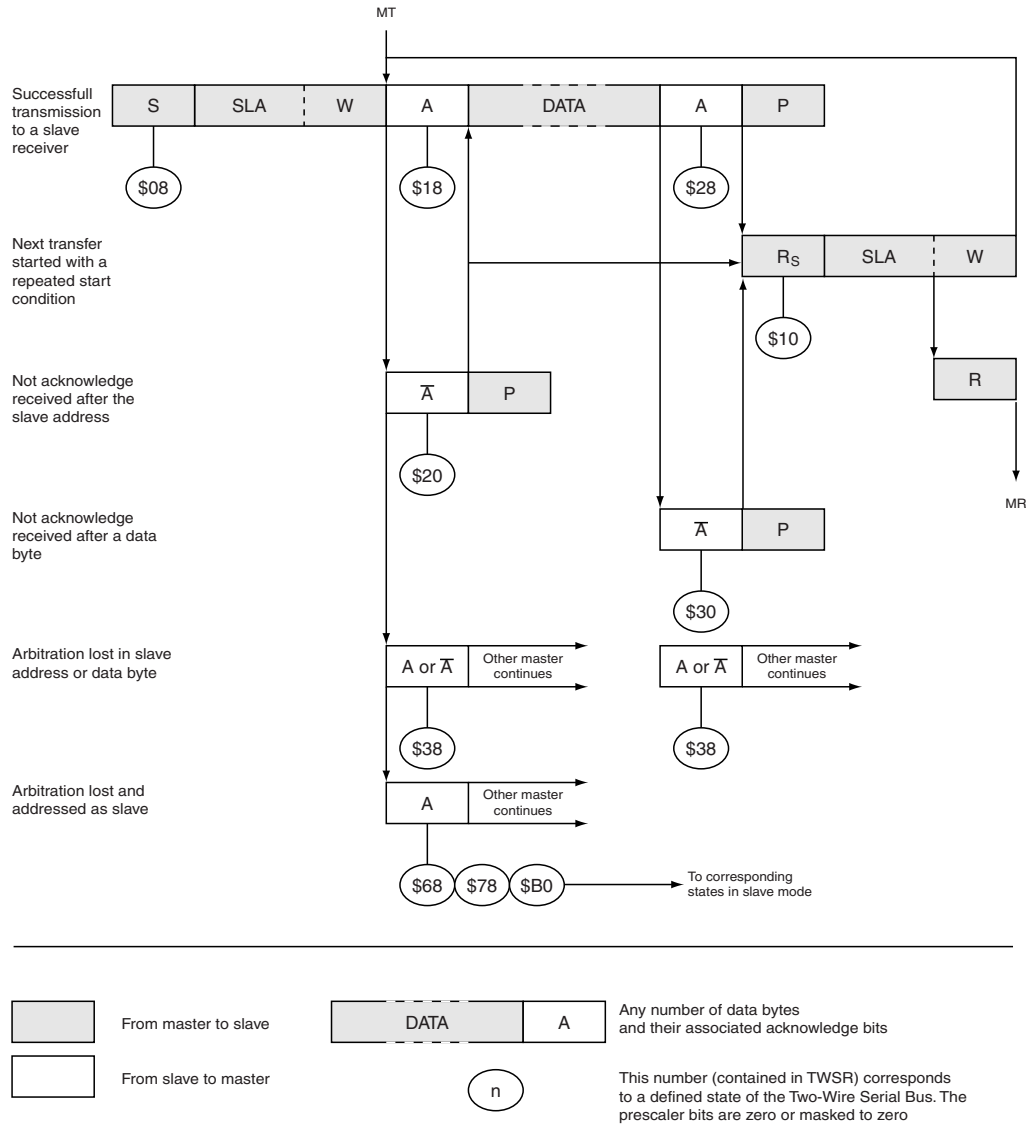 MT
Successfull
transmission
to a slave
receiver
S SLA W A DATA A P
$08 $18 $28
Next transfer
started with a
repeated start
condition
RS SLA W
$10
Not acknowledge
received after the
slave address
A̅ P
R
$20
MR
Not acknowledge
received after a data
byte
A̅ P
$30
Arbitration lost in slave
address or data byte
A or A̅
Other master
continues
A or A̅
Other master
continues
$38 $38
Arbitration lost and
addressed as slave
A
Other master
continues
$68 $78 $B0
To corresponding
states in slave mode
From master to slave
DATA A
Any number of data bytes
and their associated acknowledge bits
From slave to master
n
This number (contained in TWSR) corresponds
to a defined state of the Two-Wire Serial Bus. The
prescaler bits are zero or masked to zero